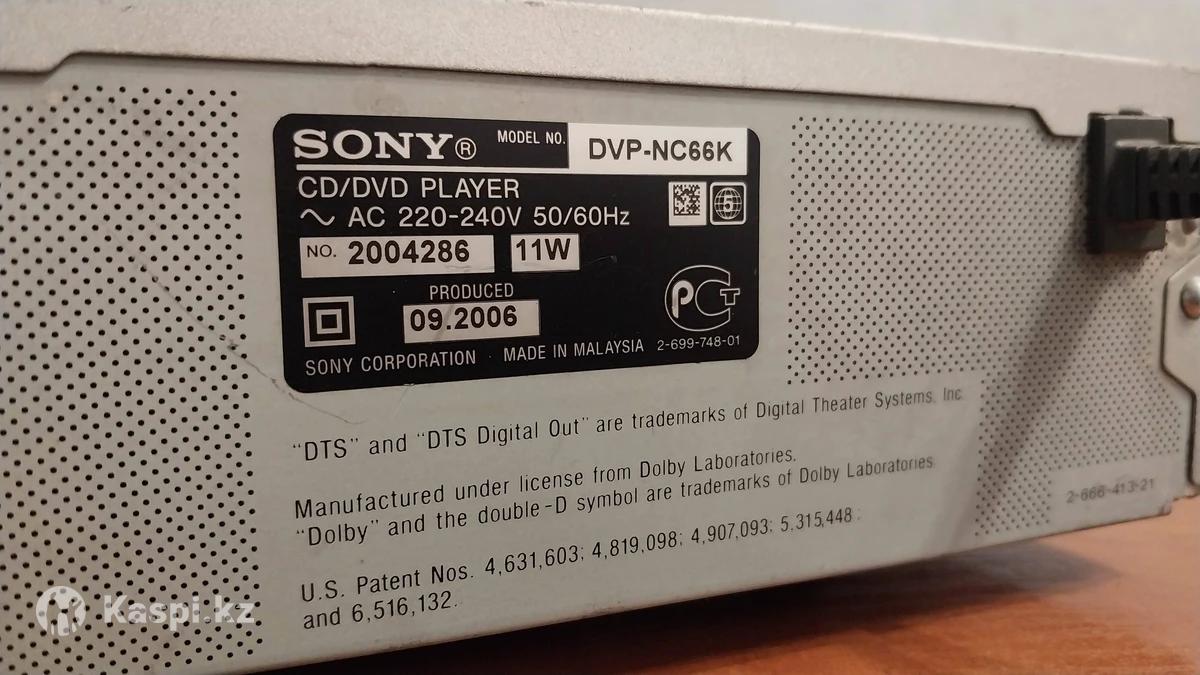 SONY® MODEL NO. DVP-NC66K
CD/DVD PLAYER
~ AC 220-240V 50/60Hz
5
NO. 2004286 11W
PRODUCED
09.2006
РСТ
SONY CORPORATION MADE IN MALAYSIA 2-699-748-01
"DTS" and "DTS Digital Out" are trademarks of Digital Theater Systems, Inc.
Manufactured under license from Dolby Laboratories.
"Dolby" and the double-D symbol are trademarks of Dolby Laboratories.
2-666-413-21
U.S. Patent Nos. 4,631,603; 4,819,098; 4,907,093; 5,315,448;
and 6,516,132.
Kaspi.kz